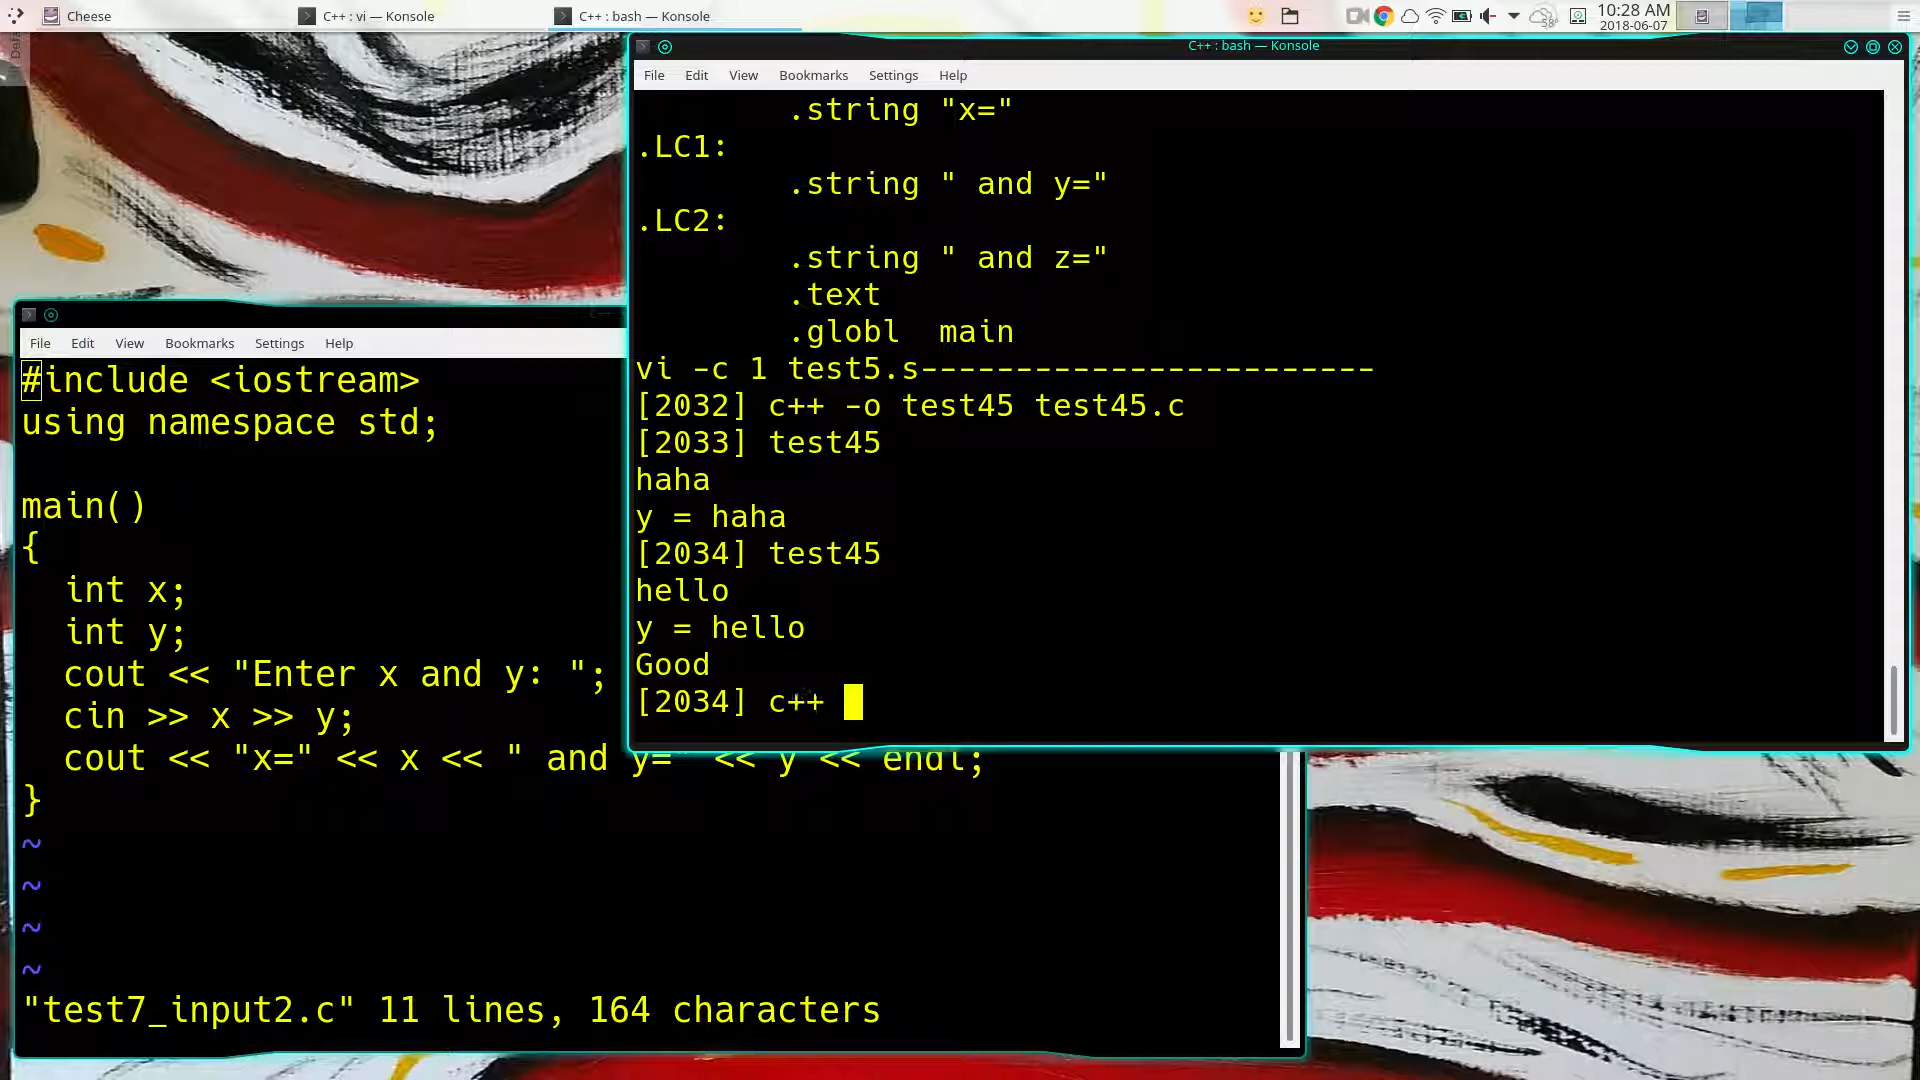 Cheese
C++ : vi — Konsole
C++ : bash — Konsole
58°
10:28 AM
2018-06-07
C++ : bash — Konsole
File Edit View Bookmarks Settings Help
.string "x="
.LC1:
.string " and y="
.LC2:
.string " and z="
.text
.globl main
vi -c 1 test5.s------------------------
[2032] c++ -o test45 test45.c
[2033] test45
haha
y = haha
[2034] test45
hello
y = hello
Good
[2034] c++
File Edit View Bookmarks Settings Help
#include <iostream>
using namespace std;
main()
{
int x;
int y;
cout << "Enter x and y: ";
cin >> x >> y;
cout << "x=" << x << " and y=" << y << endl;
}
~
~
~
~
"test7_input2.c" 11 lines, 164 characters